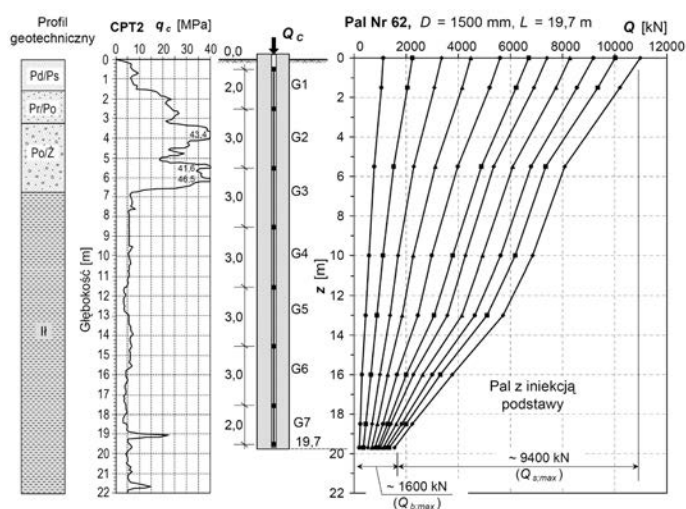 Profil geotechniczny
CPT2 q c [MPa]
0 10 20 30 40
Q c
Pal Nr 62, D = 1500 mm, L = 19,7 m
Q [kN]
0 2000 4000 6000 8000 10000 12000
Pd/Ps
Pr/Po
Po/Ż
Ił
Głębokość [m]
0
1
2
3
4
5
6
7
8
9
10
11
12
13
14
15
16
17
18
19
20
21
22
43,4
41,6
46,5
0,0
2,0
3,0
3,0
3,0
3,0
3,0
2,0
G1
G2
G3
G4
G5
G6
G7
19,7
z [m]
0
2
4
6
8
10
12
14
16
18
20
22
Pal z iniekcją
podstawy
~ 9400 kN
(Q a;max)
~ 1600 kN
(Q b;max)